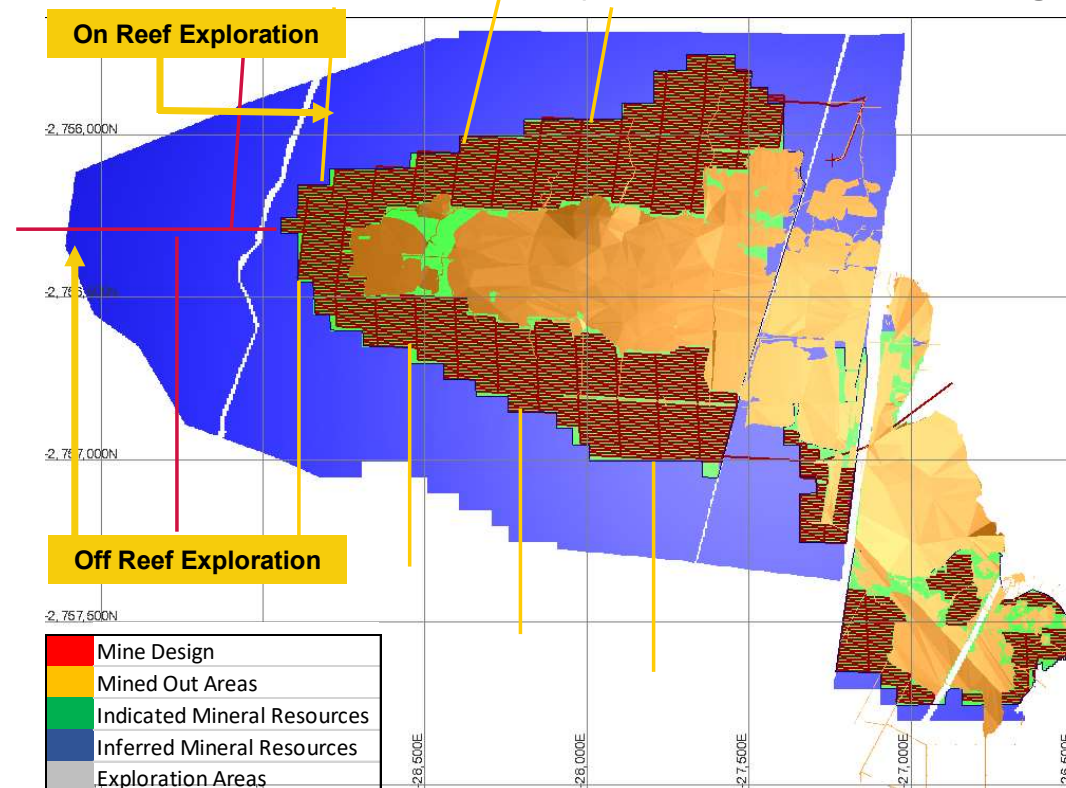 On Reef Exploration
-2,756,000N
-2,757,000N
Off Reef Exploration
-2,757,500N
Mine Design
Mined Out Areas
Indicated Mineral Resources
Inferred Mineral Resources
Exploration Areas
-28,500E
-28,000E
-27,500E
-27,000E